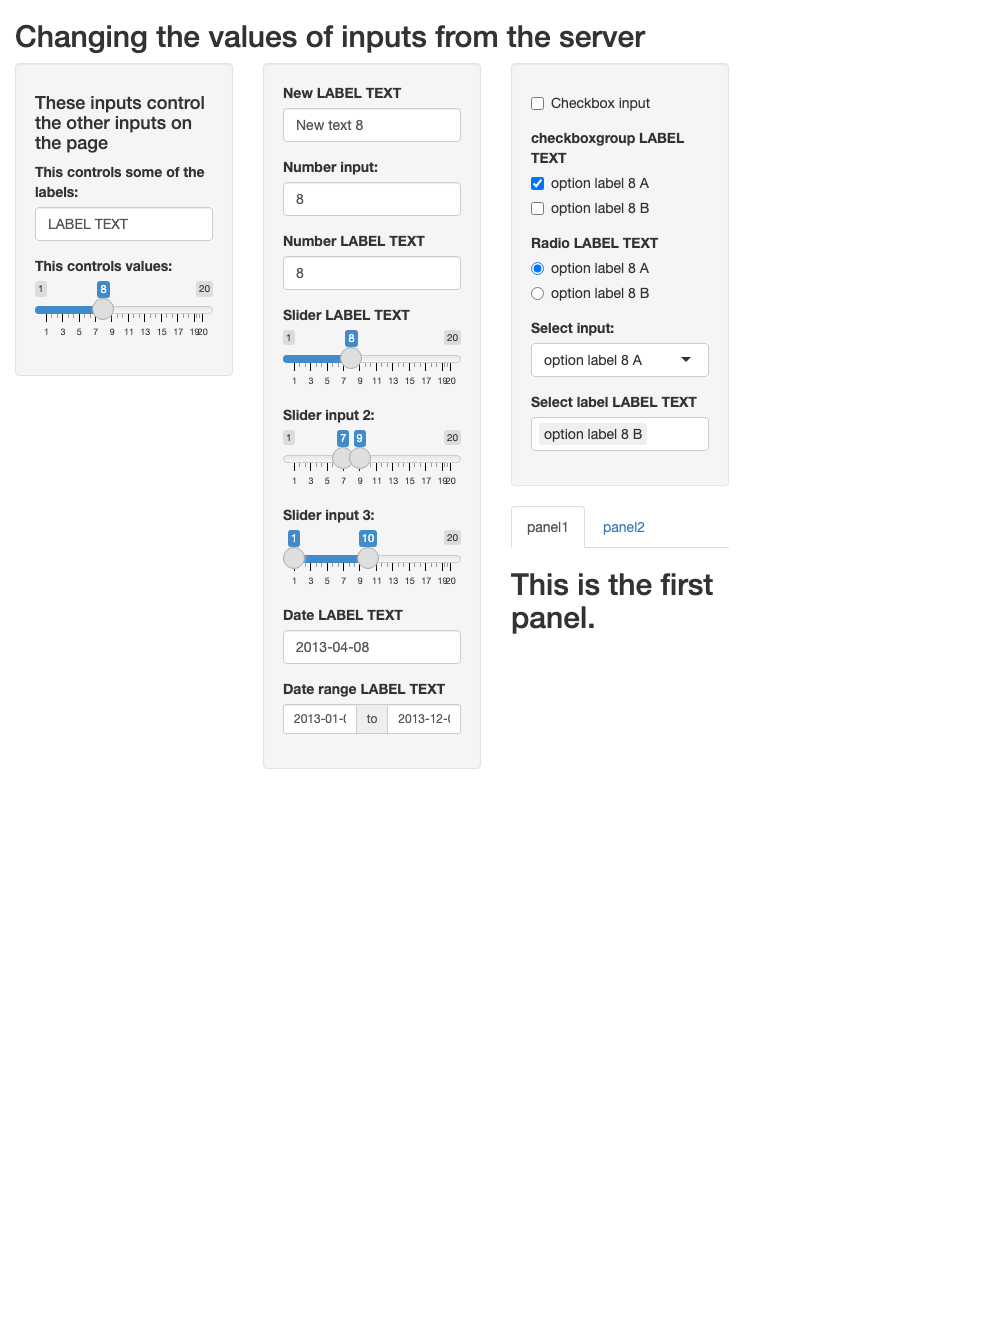 Changing the values of inputs from the server
These inputs control
the other inputs on
the page
This controls some of the
labels:
LABEL TEXT
This controls values:
1 8 20
1 3 5 7 9 11 13 15 17 19 20
New LABEL TEXT
New text 8
Number input:
8
Number LABEL TEXT
8
Slider LABEL TEXT
1 8 20
1 3 5 7 9 11 13 15 17 19 20
Slider input 2:
1 7 9 20
1 3 5 7 9 11 13 15 17 19 20
Slider input 3:
1 10 20
1 3 5 7 9 11 13 15 17 19 20
Date LABEL TEXT
2013-04-08
Date range LABEL TEXT
2013-01- to 2013-12-
Checkbox input
checkboxgroup LABEL
TEXT
option label 8 A
option label 8 B
Radio LABEL TEXT
option label 8 A
option label 8 B
Select input:
option label 8 A
Select label LABEL TEXT
option label 8 B
panel1 panel2
This is the first
panel.